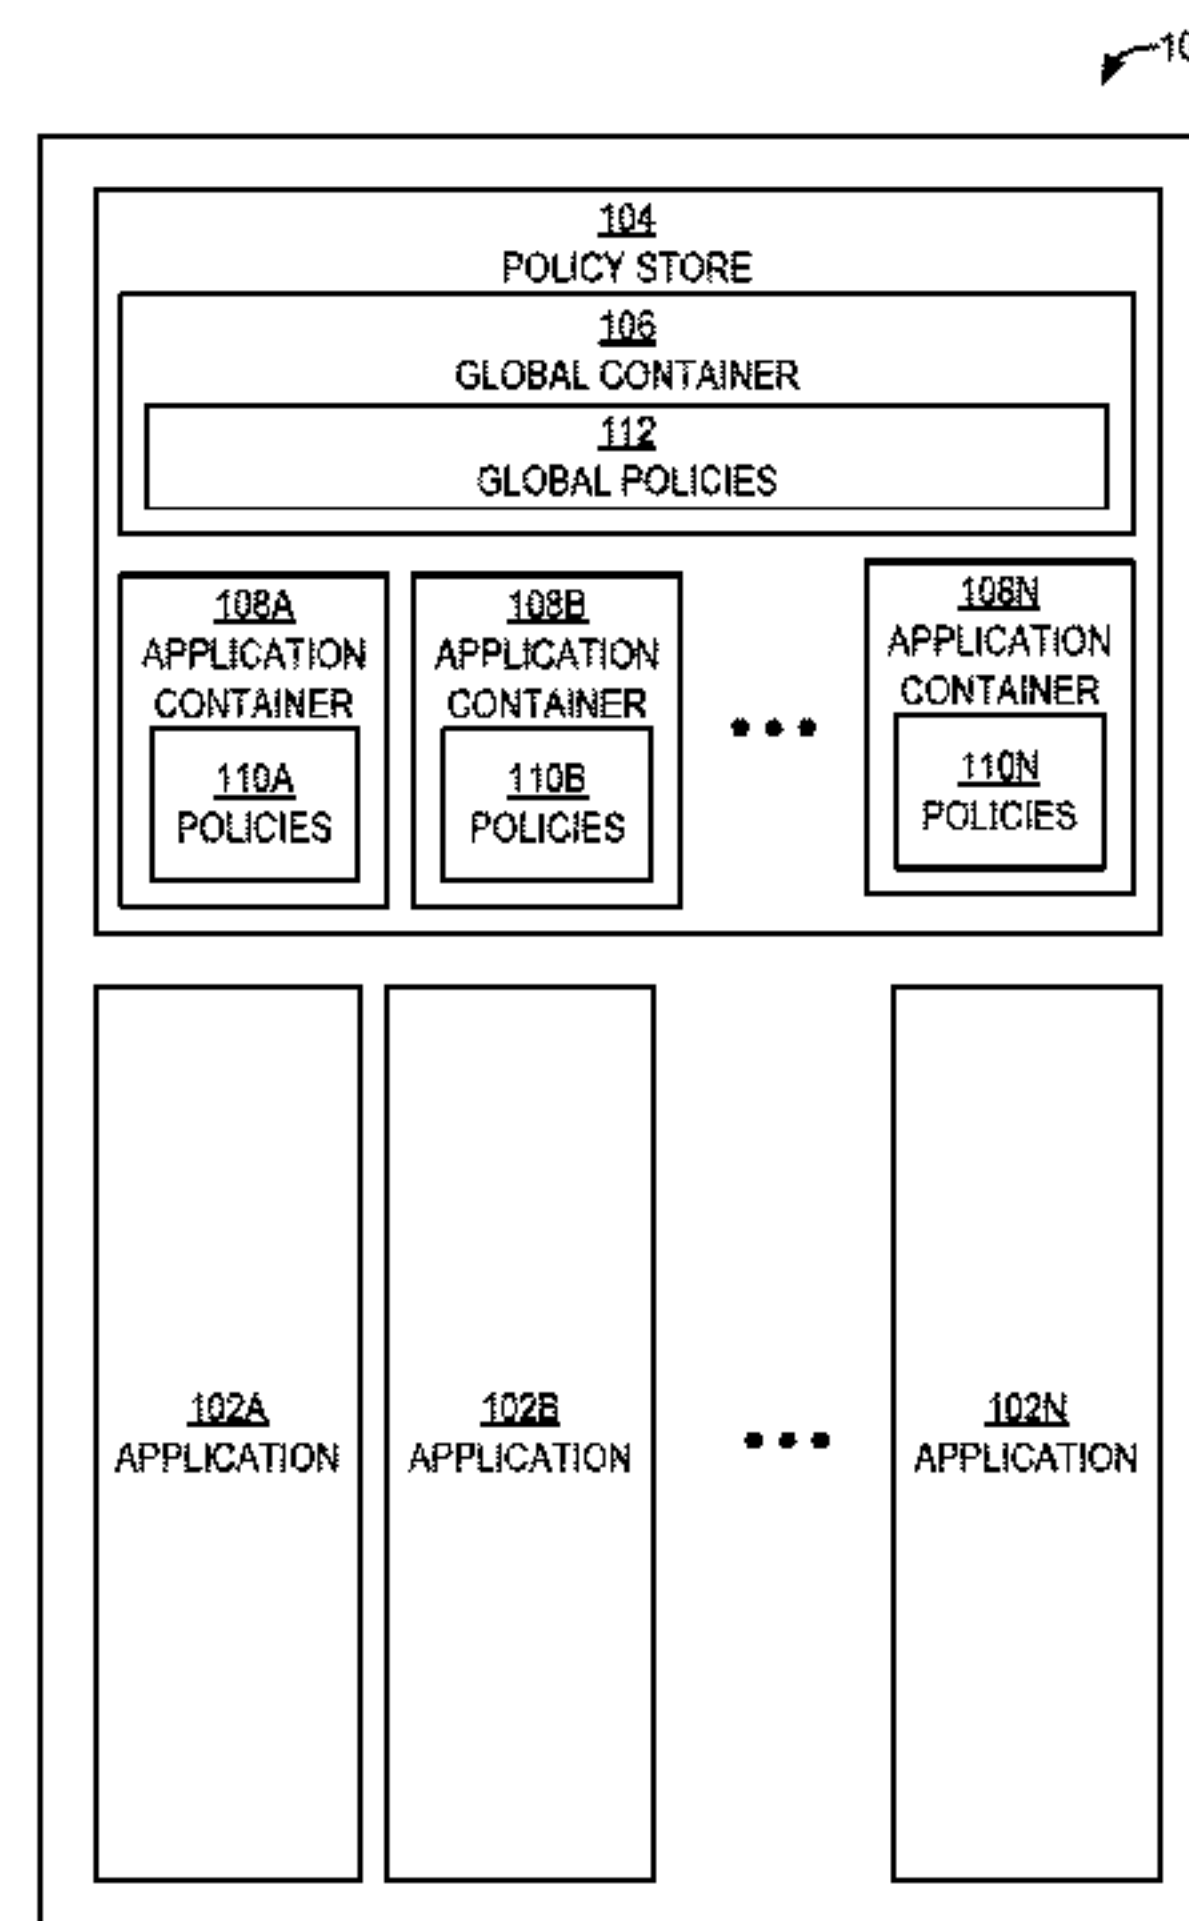 104
POLICY STORE
106
GLOBAL CONTAINER
112
GLOBAL POLICIES
108A
APPLICATION
CONTAINER
110A
POLICIES
108B
APPLICATION
CONTAINER
110B
POLICIES
108N
APPLICATION
CONTAINER
110N
POLICIES
102A
APPLICATION
102B
APPLICATION
102N
APPLICATION